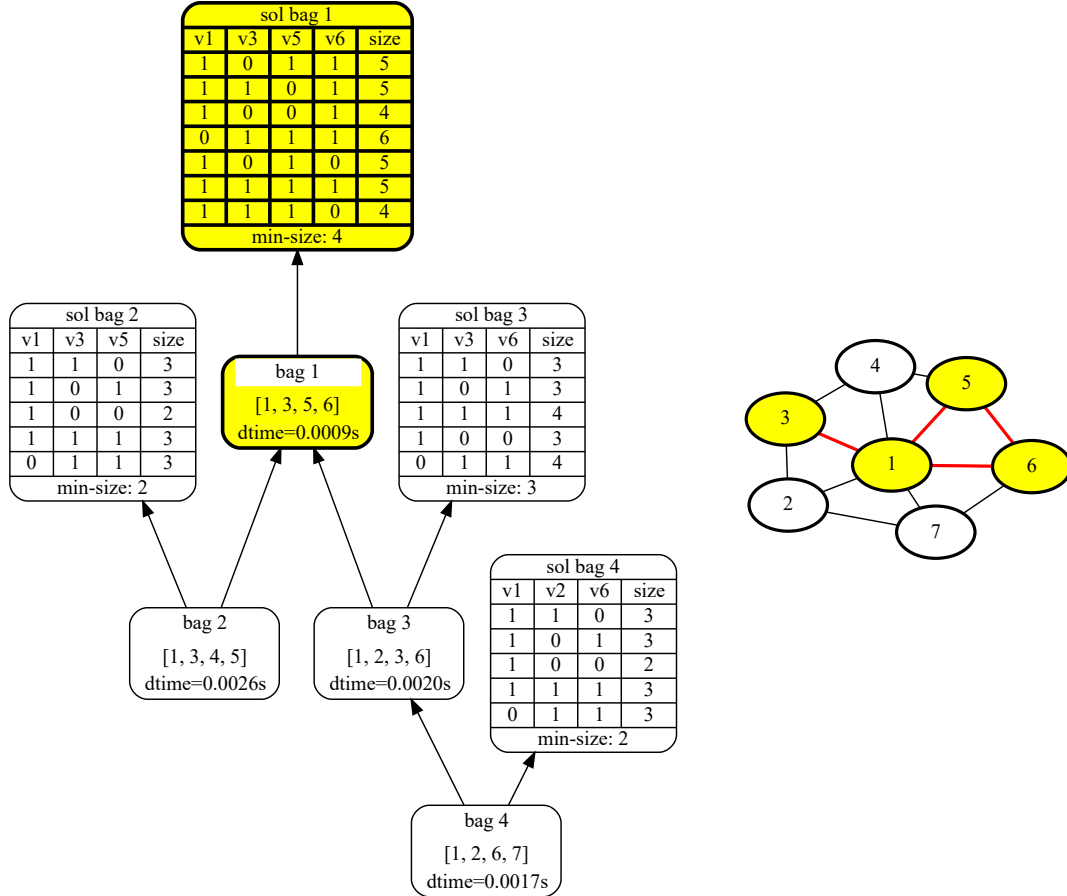 sol bag 1
v1 v3 v5 v6 size
1 0 1 1 5
1 1 0 1 5
1 0 0 1 4
0 1 1 1 6
1 0 1 0 5
1 1 1 1 5
1 1 1 0 4
min-size: 4
sol bag 2
v1 v3 v5 size
1 1 0 3
1 0 1 3
1 0 0 2
1 1 1 3
0 1 1 3
min-size: 2
bag 1
[1, 3, 5, 6]
dtime=0.0009s
sol bag 3
v1 v3 v6 size
1 1 0 3
1 0 1 3
1 1 1 4
1 0 0 3
0 1 1 4
min-size: 3
bag 2
[1, 3, 4, 5]
dtime=0.0026s
bag 3
[1, 2, 3, 6]
dtime=0.0020s
sol bag 4
v1 v2 v6 size
1 1 0 3
1 0 1 3
1 0 0 2
1 1 1 3
0 1 1 3
min-size: 2
bag 4
[1, 2, 6, 7]
dtime=0.0017s
4
5
3
1
6
2
7